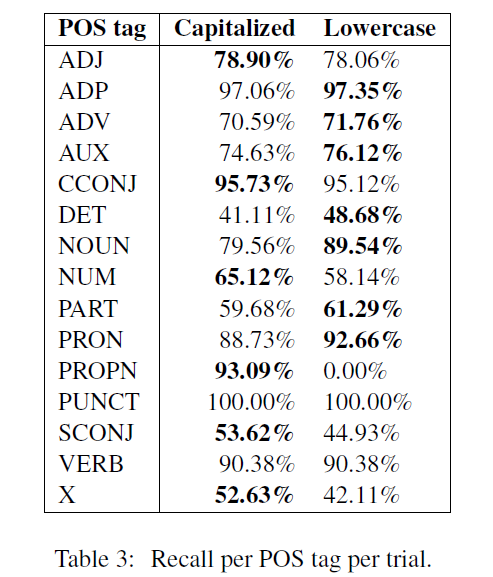 POS tag Capitalized Lowercase
ADJ 78.90% 78.06%
ADP 97.06% 97.35%
ADV 70.59% 71.76%
AUX 74.63% 76.12%
CCONJ 95.73% 95.12%
DET 41.11% 48.68%
NOUN 79.56% 89.54%
NUM 65.12% 58.14%
PART 59.68% 61.29%
PRON 88.73% 92.66%
PROPN 93.09% 0.00%
PUNCT 100.00% 100.00%
SCONJ 53.62% 44.93%
VERB 90.38% 90.38%
X 52.63% 42.11%
Table 3: Recall per POS tag per trial.